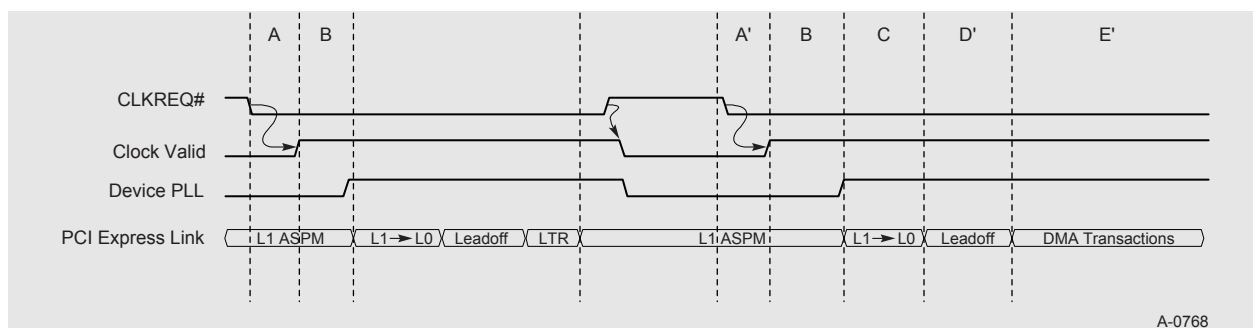 A B A' B C D' E'
CLKREQ#
Clock Valid
Device PLL
PCI Express Link L1 ASPM L1→L0 Leadoff LTR L1 ASPM L1→L0 Leadoff DMA Transactions
A-0768